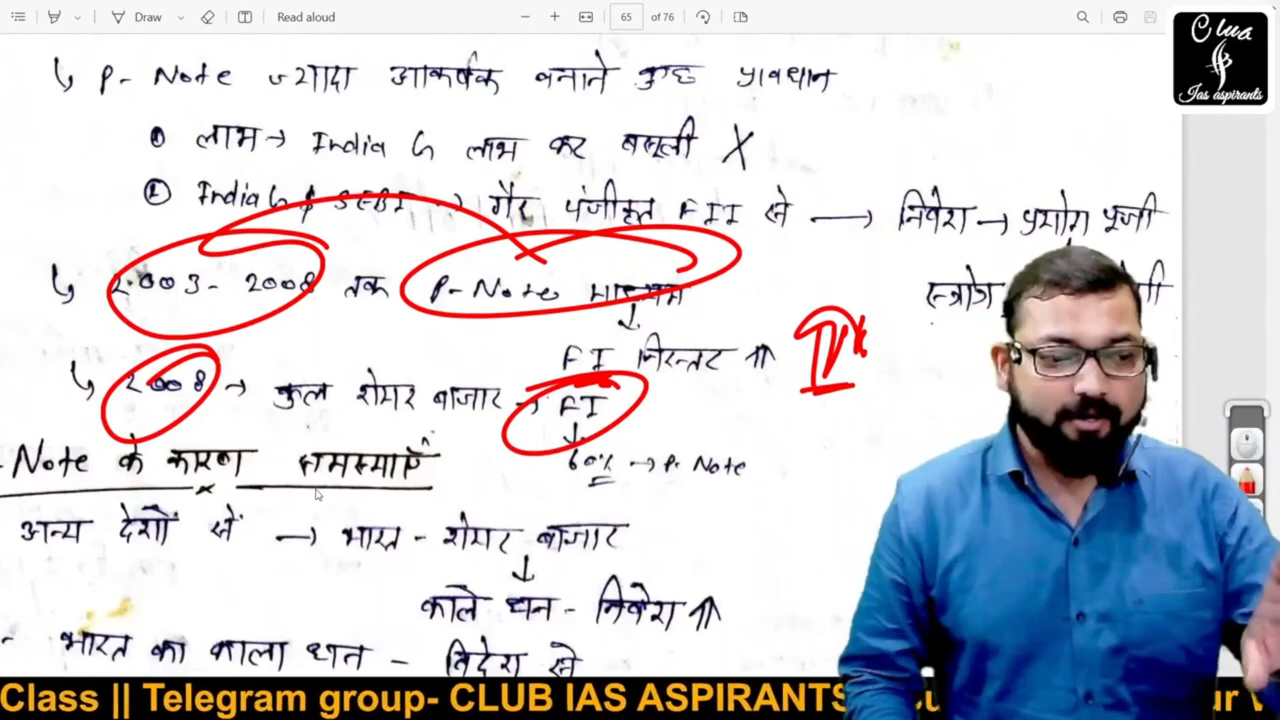 Draw
Read aloud
65 of 76
Clua
Ias aspirants
↳ P-Note ज्यादा आकर्षक बनाने कुछ प्रावधान
① लाभ → India में लाभ कर वसूली X
② India में SEBI → गैर पंजीकृत FII से → निवेश → प्रयोग पूंजी
स्त्रोत
↳ 2003-2008 तक P-Note माध्यम
↓
FI निरन्तर ⇑
↳ 2008 → कुल शेयर बाजार → FI
↓
60% → P-Note
Note के कारण समस्याएँ
अन्य देशों से → भारत - शेयर बाजार
↓
काले धन - निवेश ⇑
- भारत का काला धन - विदेश से
Class || Telegram group- CLUB IAS ASPIRANTS